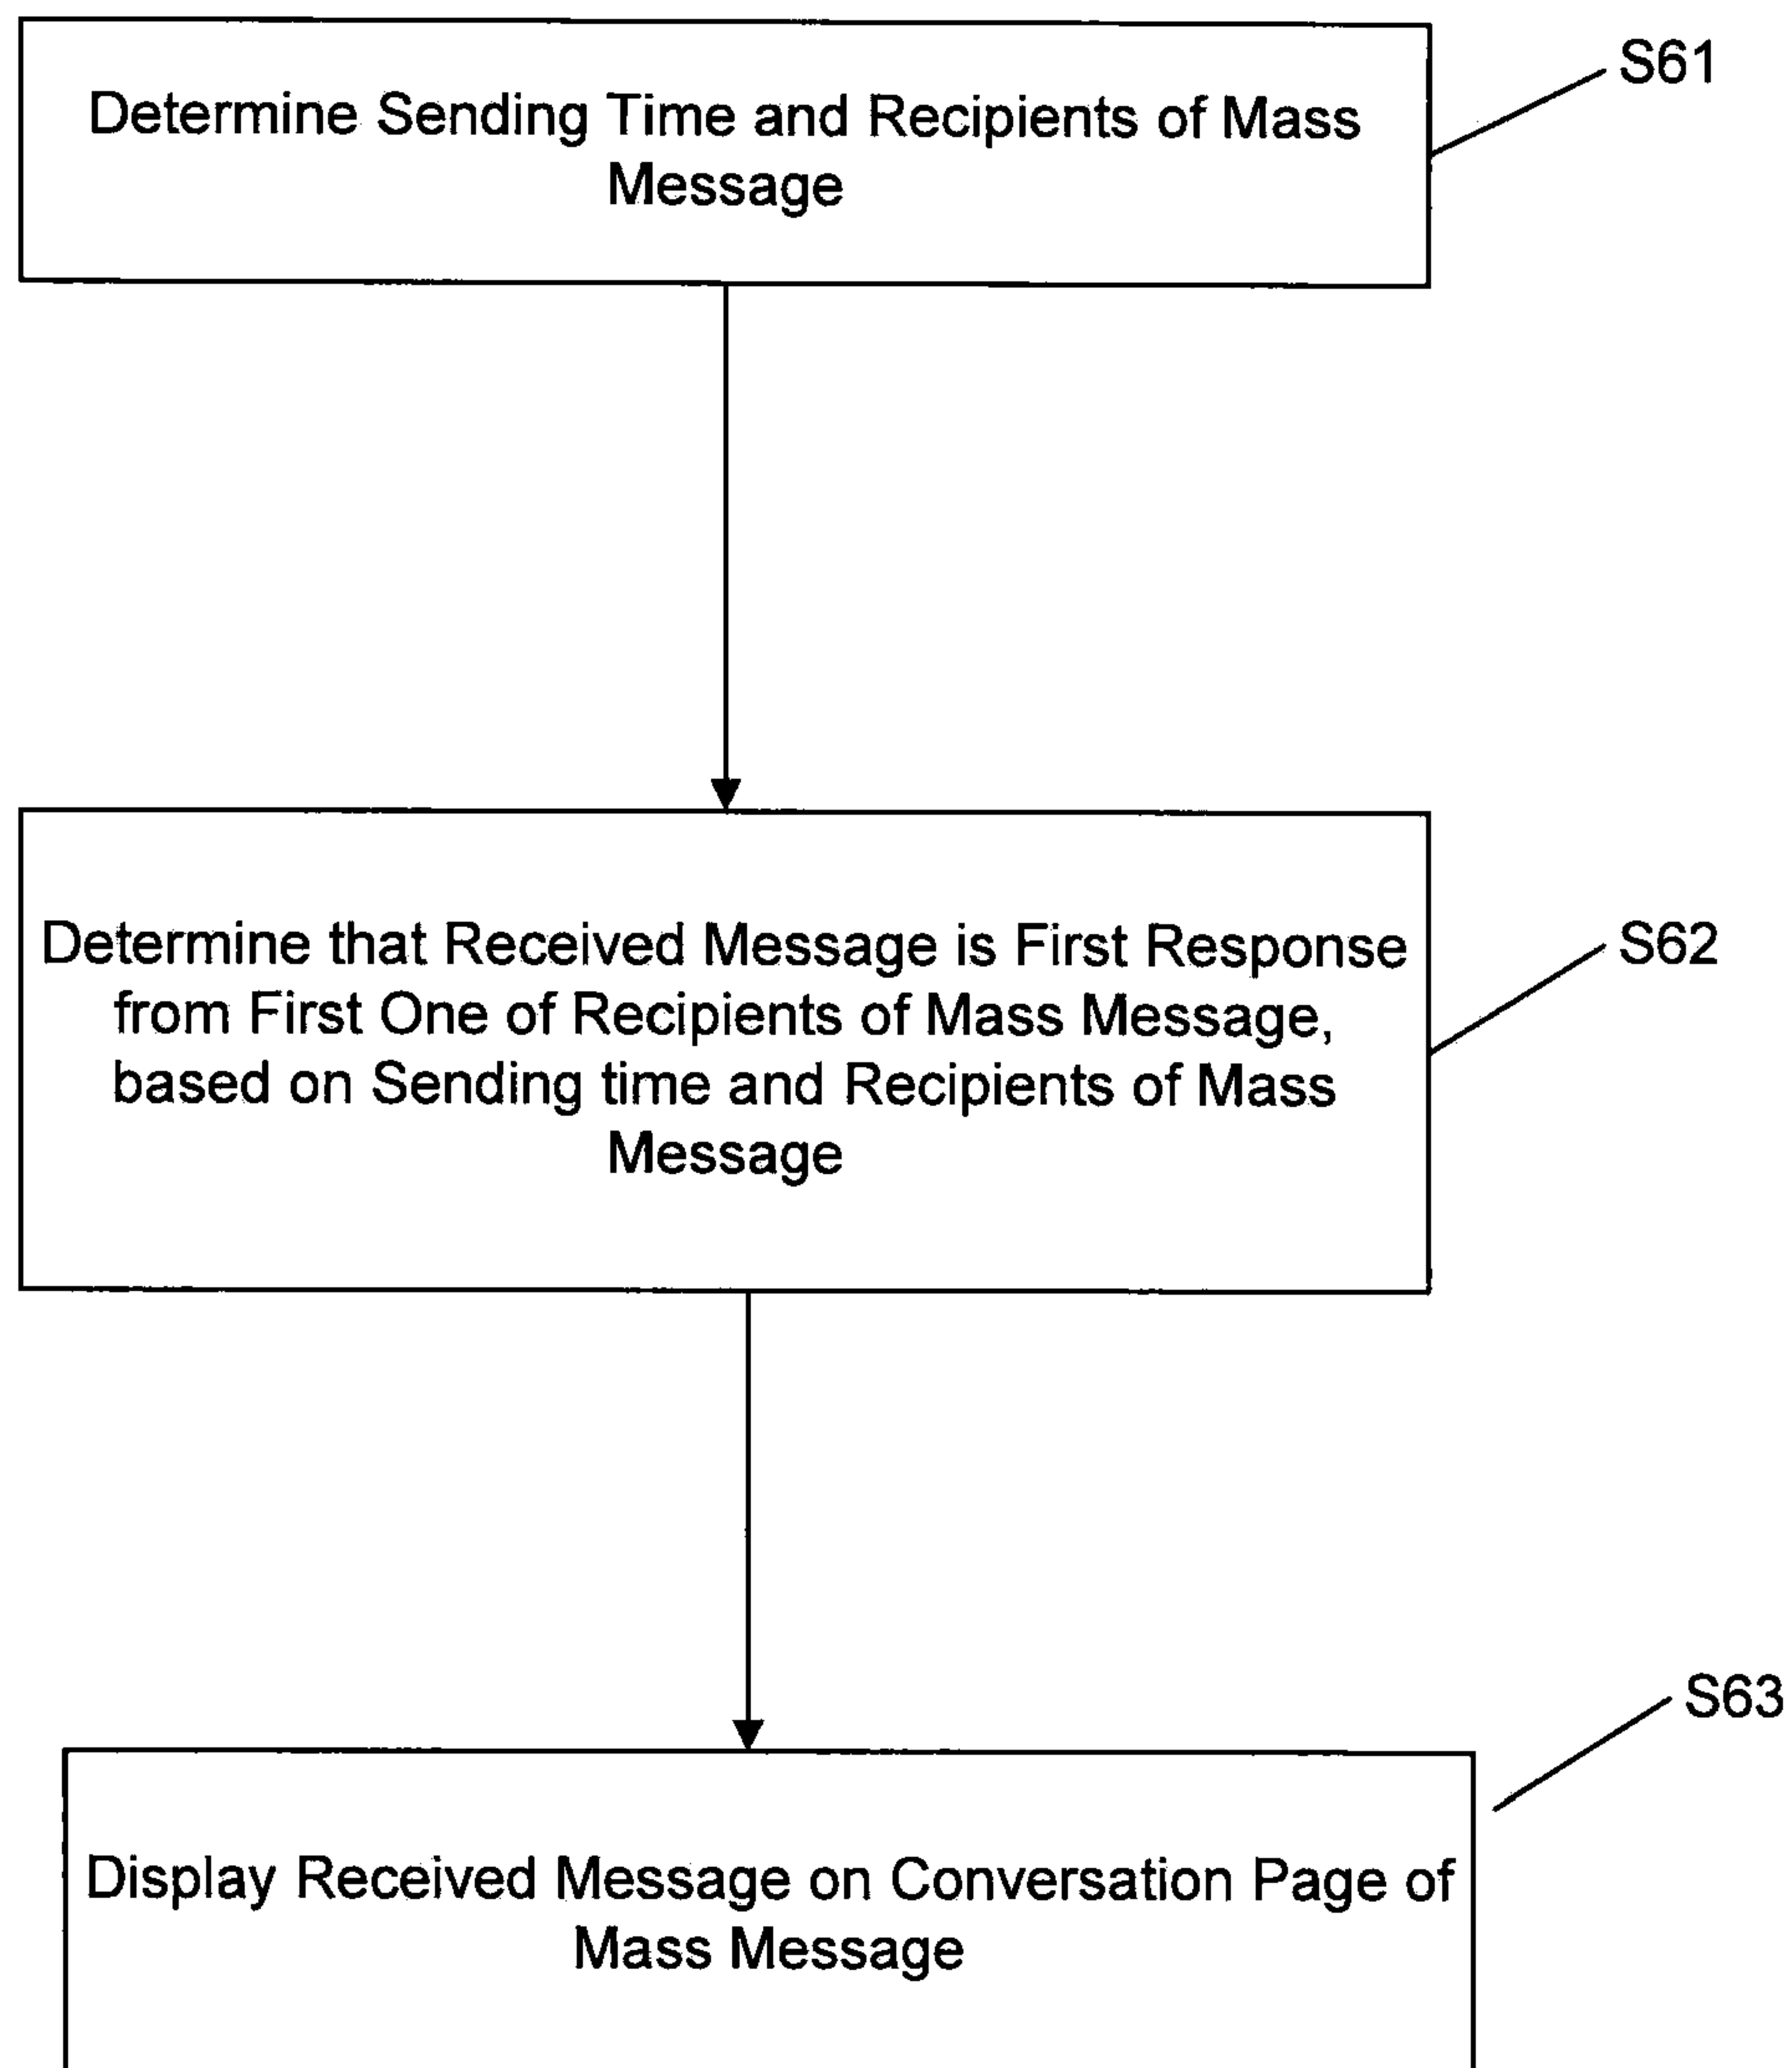 S61
Determine Sending Time and Recipients of Mass
Message
Determine that Received Message is First Response
from First One of Recipients of Mass Message,
based on Sending time and Recipients of Mass
Message
S62
S63
Display Received Message on Conversation Page of
Mass Message